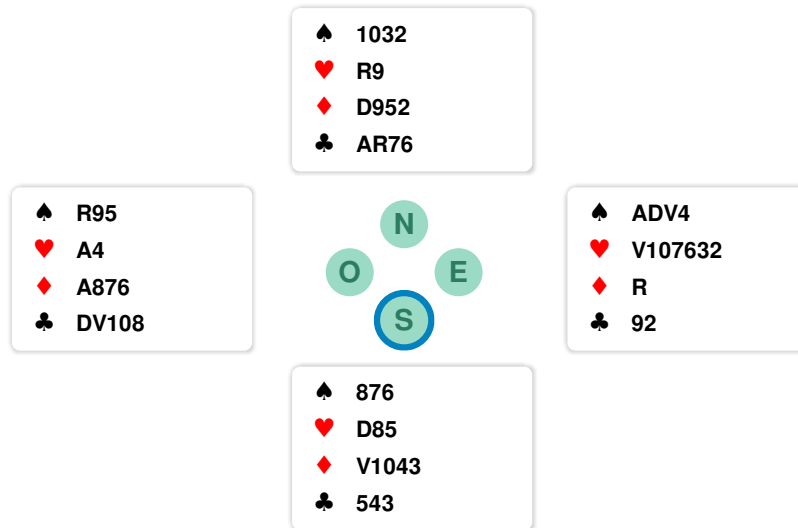 ♠ 1032
♥ R9
♦ D952
♣ AR76
♠ R95
♥ A4
♦ A876
♣ DV108
N
O E
S
♠ ADV4
♥ V107632
♦ R
♣ 92
♠ 876
♥ D85
♦ V1043
♣ 543